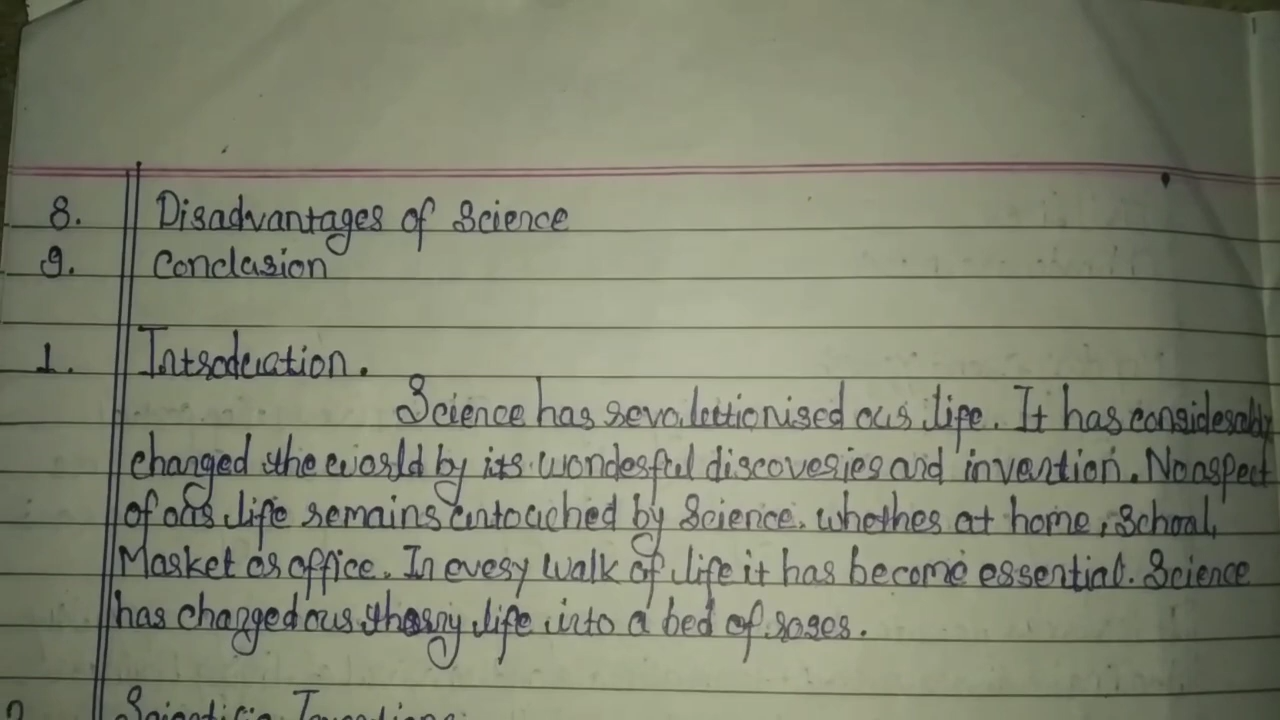 8. Disadvantages of Science
9. Conclusion
1. Introduction.
Science has revolutionised our life. It has considerably
changed the world by its wonderful discoveries and invention. No aspect
of our life remains untouched by Science. whether at home, School,
Market or office. In every walk of life it has become essential. Science
has changed our thorny life into a bed of roses.
2. Scientific Inventions